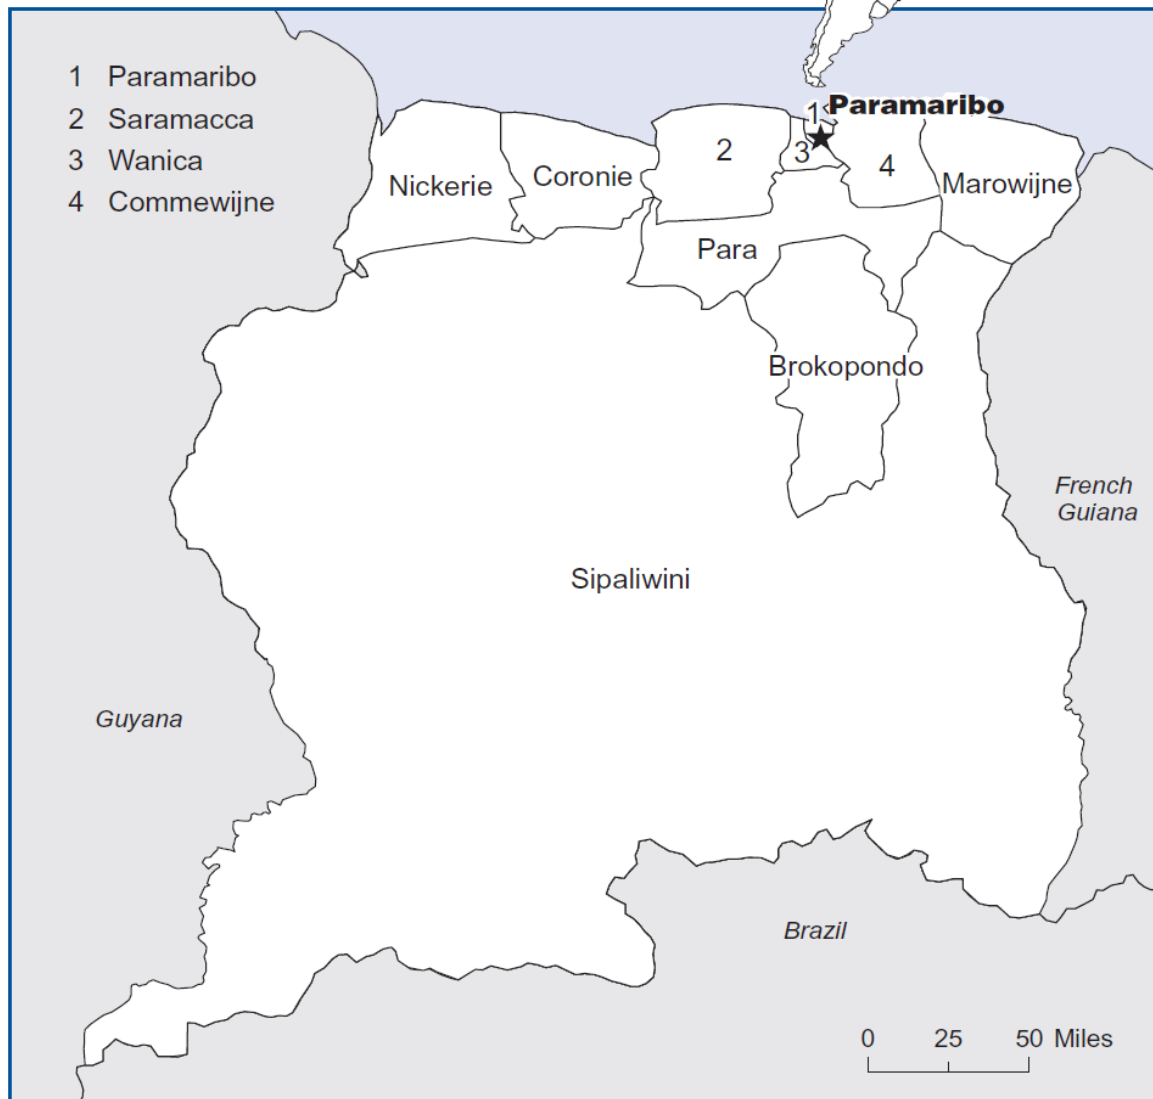 1 Paramaribo
2 Saramacca
3 Wanica
4 Commewijne
1 Paramaribo
2
3
4
Nickerie
Coronie
Marowijne
Para
Brokopondo
French
Guiana
Sipaliwini
Guyana
Brazil
0 25 50 Miles